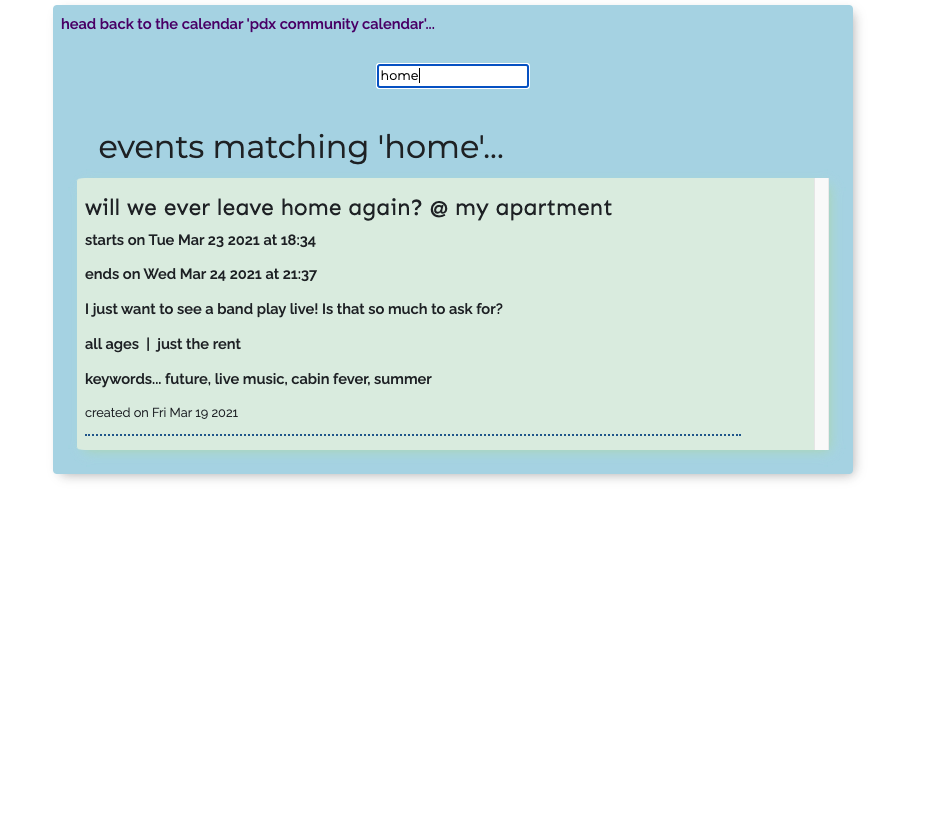 head back to the calendar 'pdx community calendar'...
home
events matching 'home'...
will we ever leave home again? @ my apartment
starts on Tue Mar 23 2021 at 18:34
ends on Wed Mar 24 2021 at 21:37
I just want to see a band play live! Is that so much to ask for?
all ages | just the rent
keywords... future, live music, cabin fever, summer
created on Fri Mar 19 2021